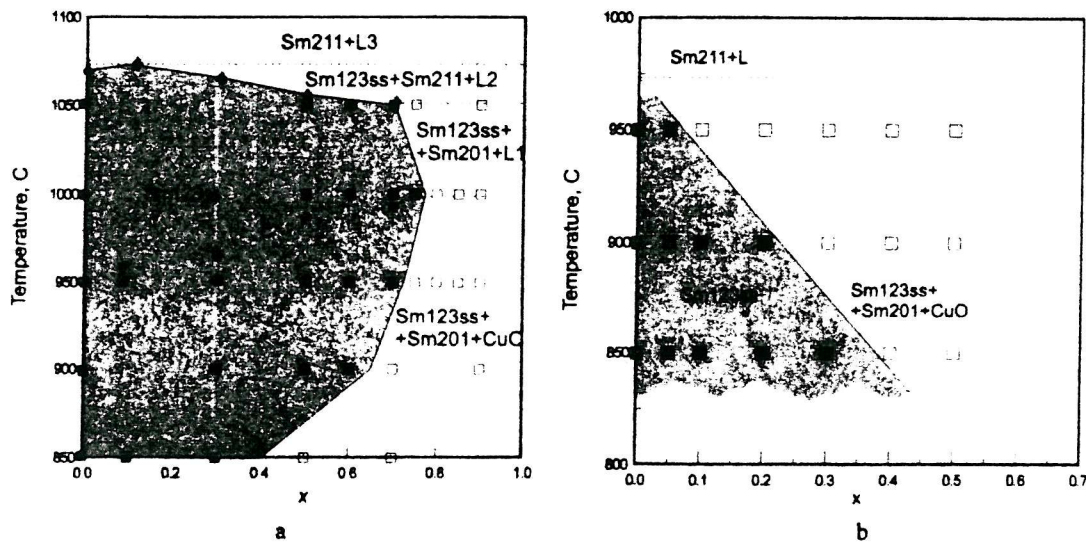 1100
1050
1000
950
900
850
Temperature, C
Sm211+L3
Sm123ss+Sm211+L2
Sm123ss+
+Sm201+L1
Sm123ss+
+Sm201+CuO
0.0 0.2 0.4 0.6 0.8 1.0
x
a
1000
950
900
850
800
Temperature, C
Sm211+L
Sm123ss
Sm123ss+
+Sm201+CuO
0.0 0.1 0.2 0.3 0.4 0.5 0.6 0.7
x
b